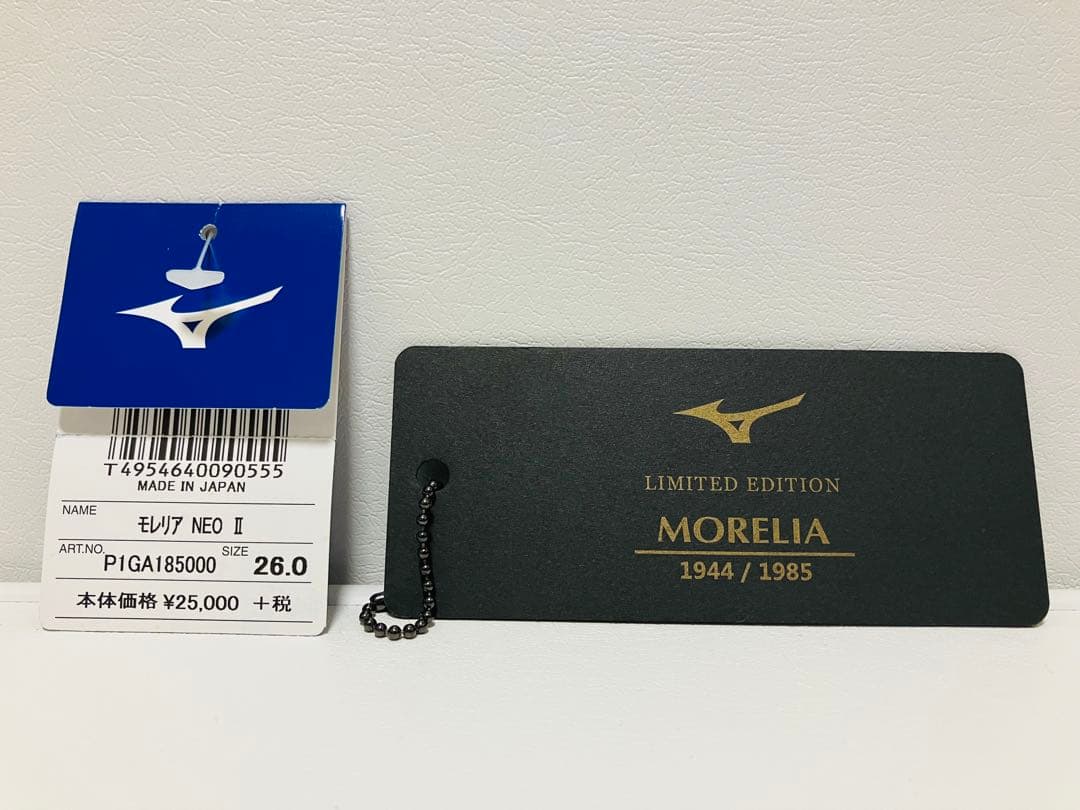 T4954640090555
MADE IN JAPAN
NAME
モレリア NEO Ⅱ
ART.NO. P1GA185000 SIZE 26.0
本体価格 ¥25,000 +税
LIMITED EDITION
MORELIA
1944 / 1985